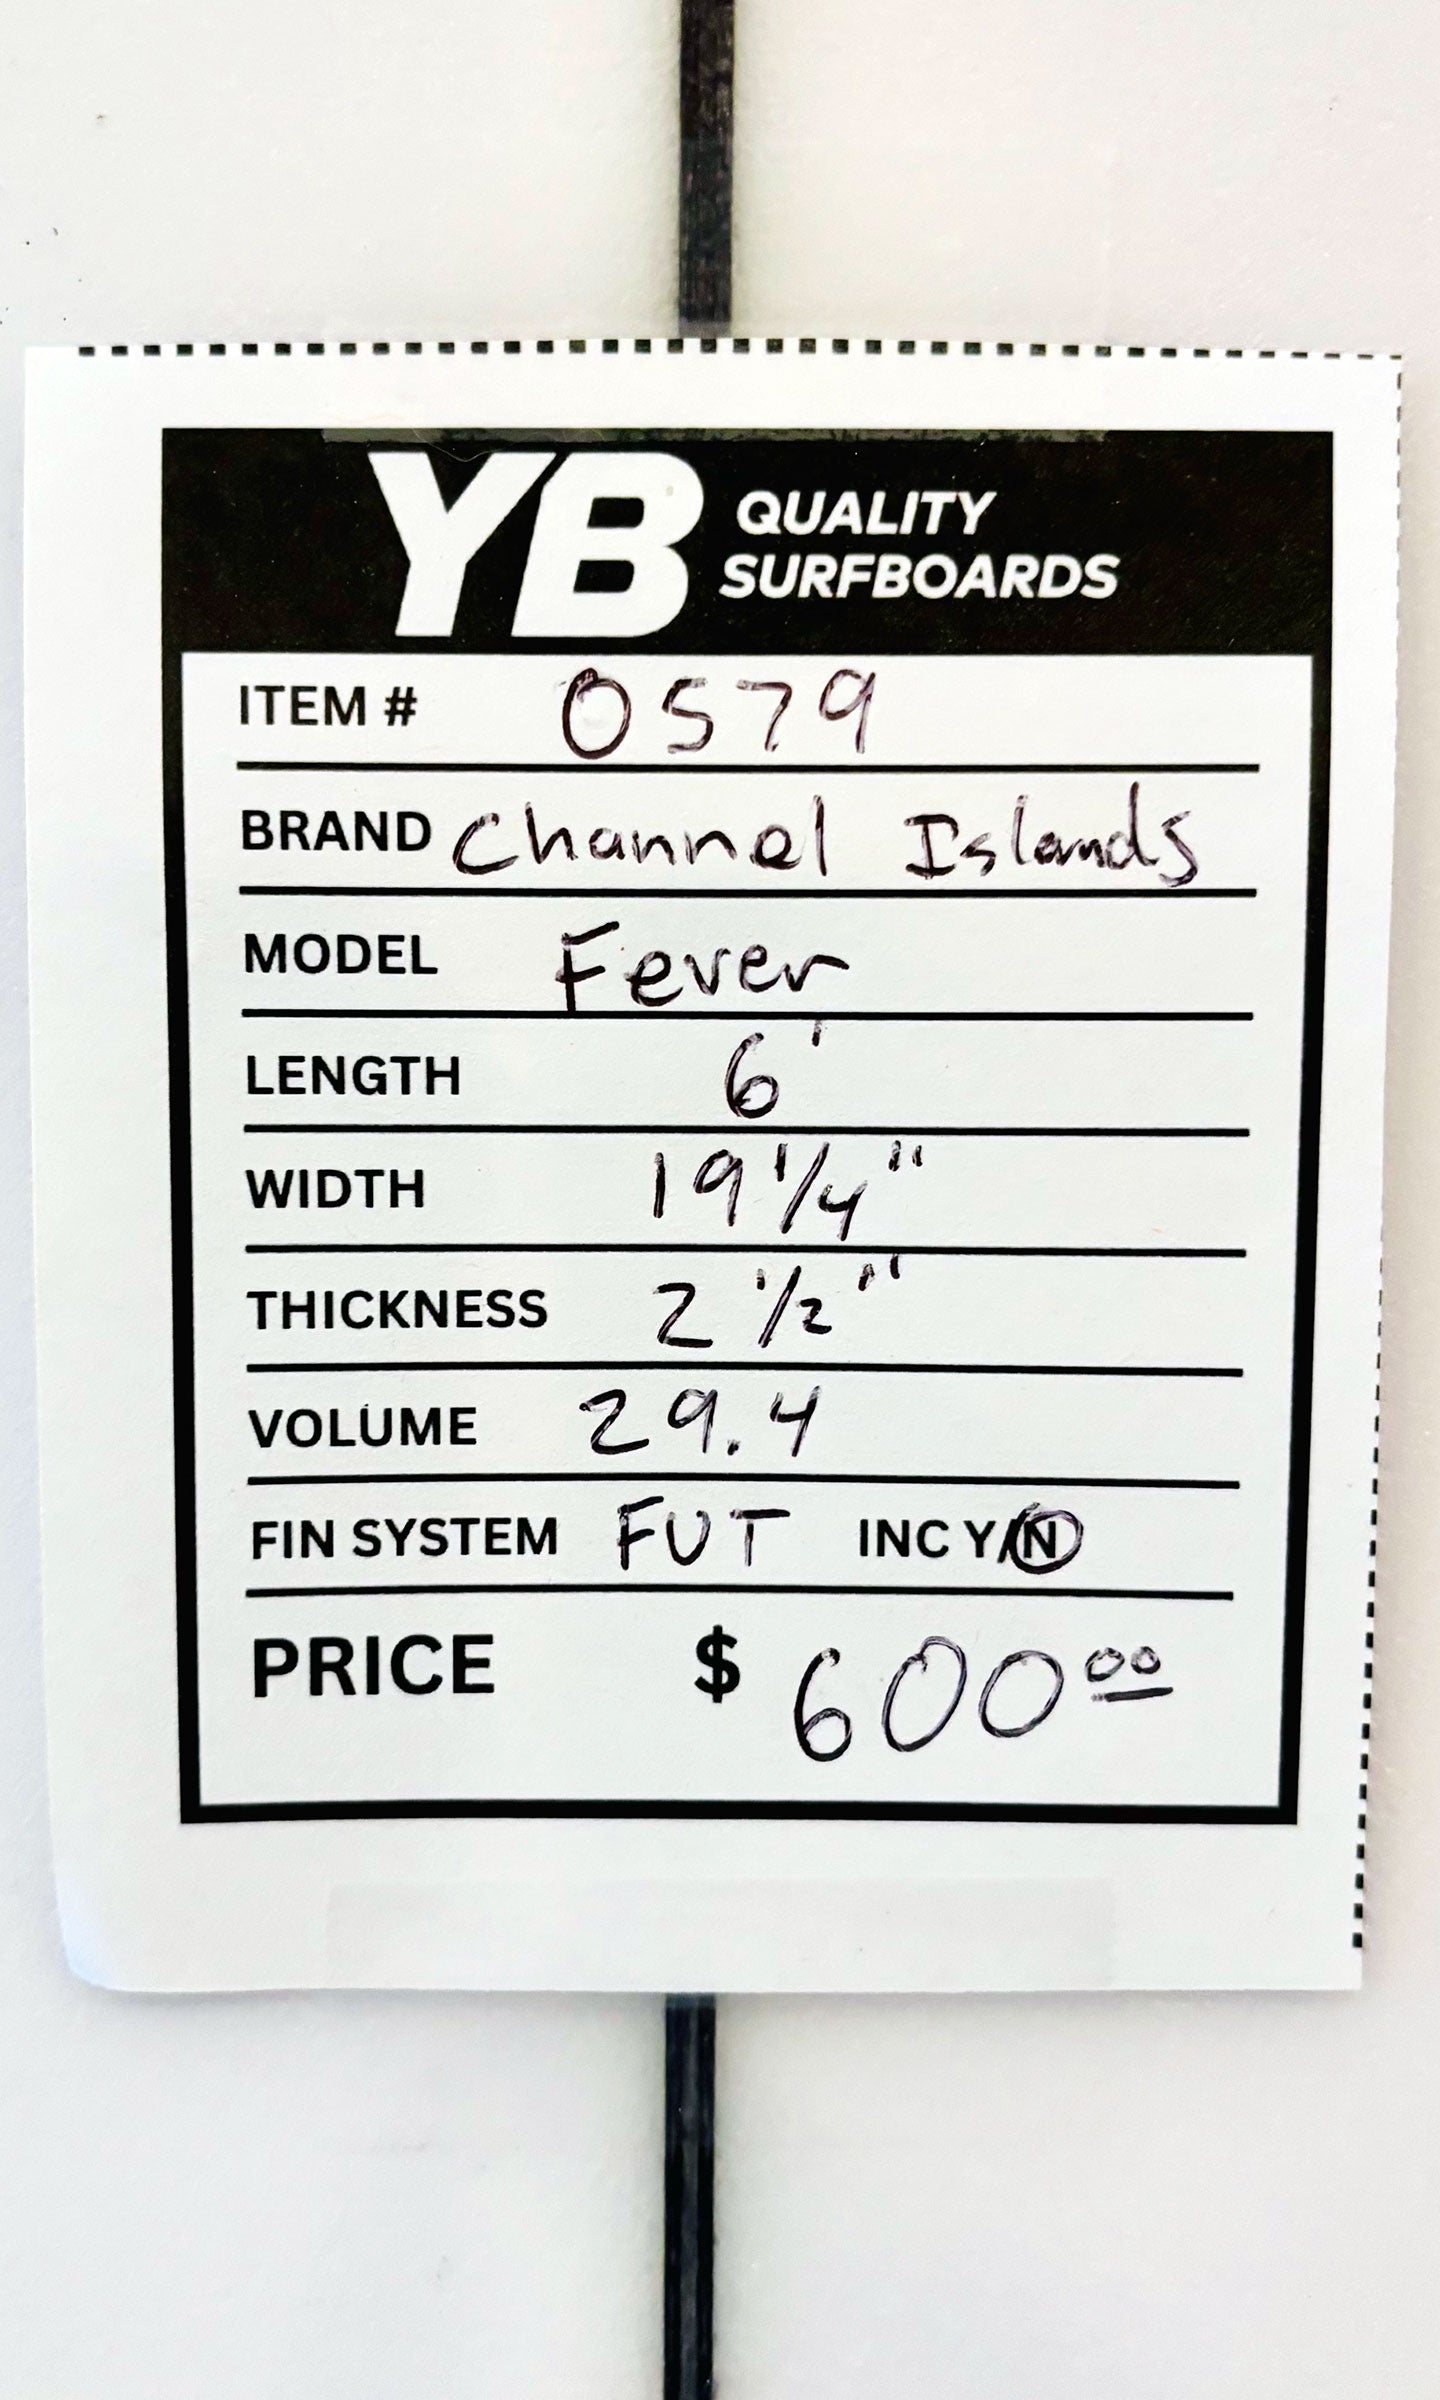 YB QUALITY
SURFBOARDS
ITEM # 0579
BRAND Channel Islands
MODEL Fever
LENGTH 6'
WIDTH 19 1/4"
THICKNESS 2 1/2"
VOLUME 29.4
FIN SYSTEM FUT INC Y/N
PRICE $ 600 00